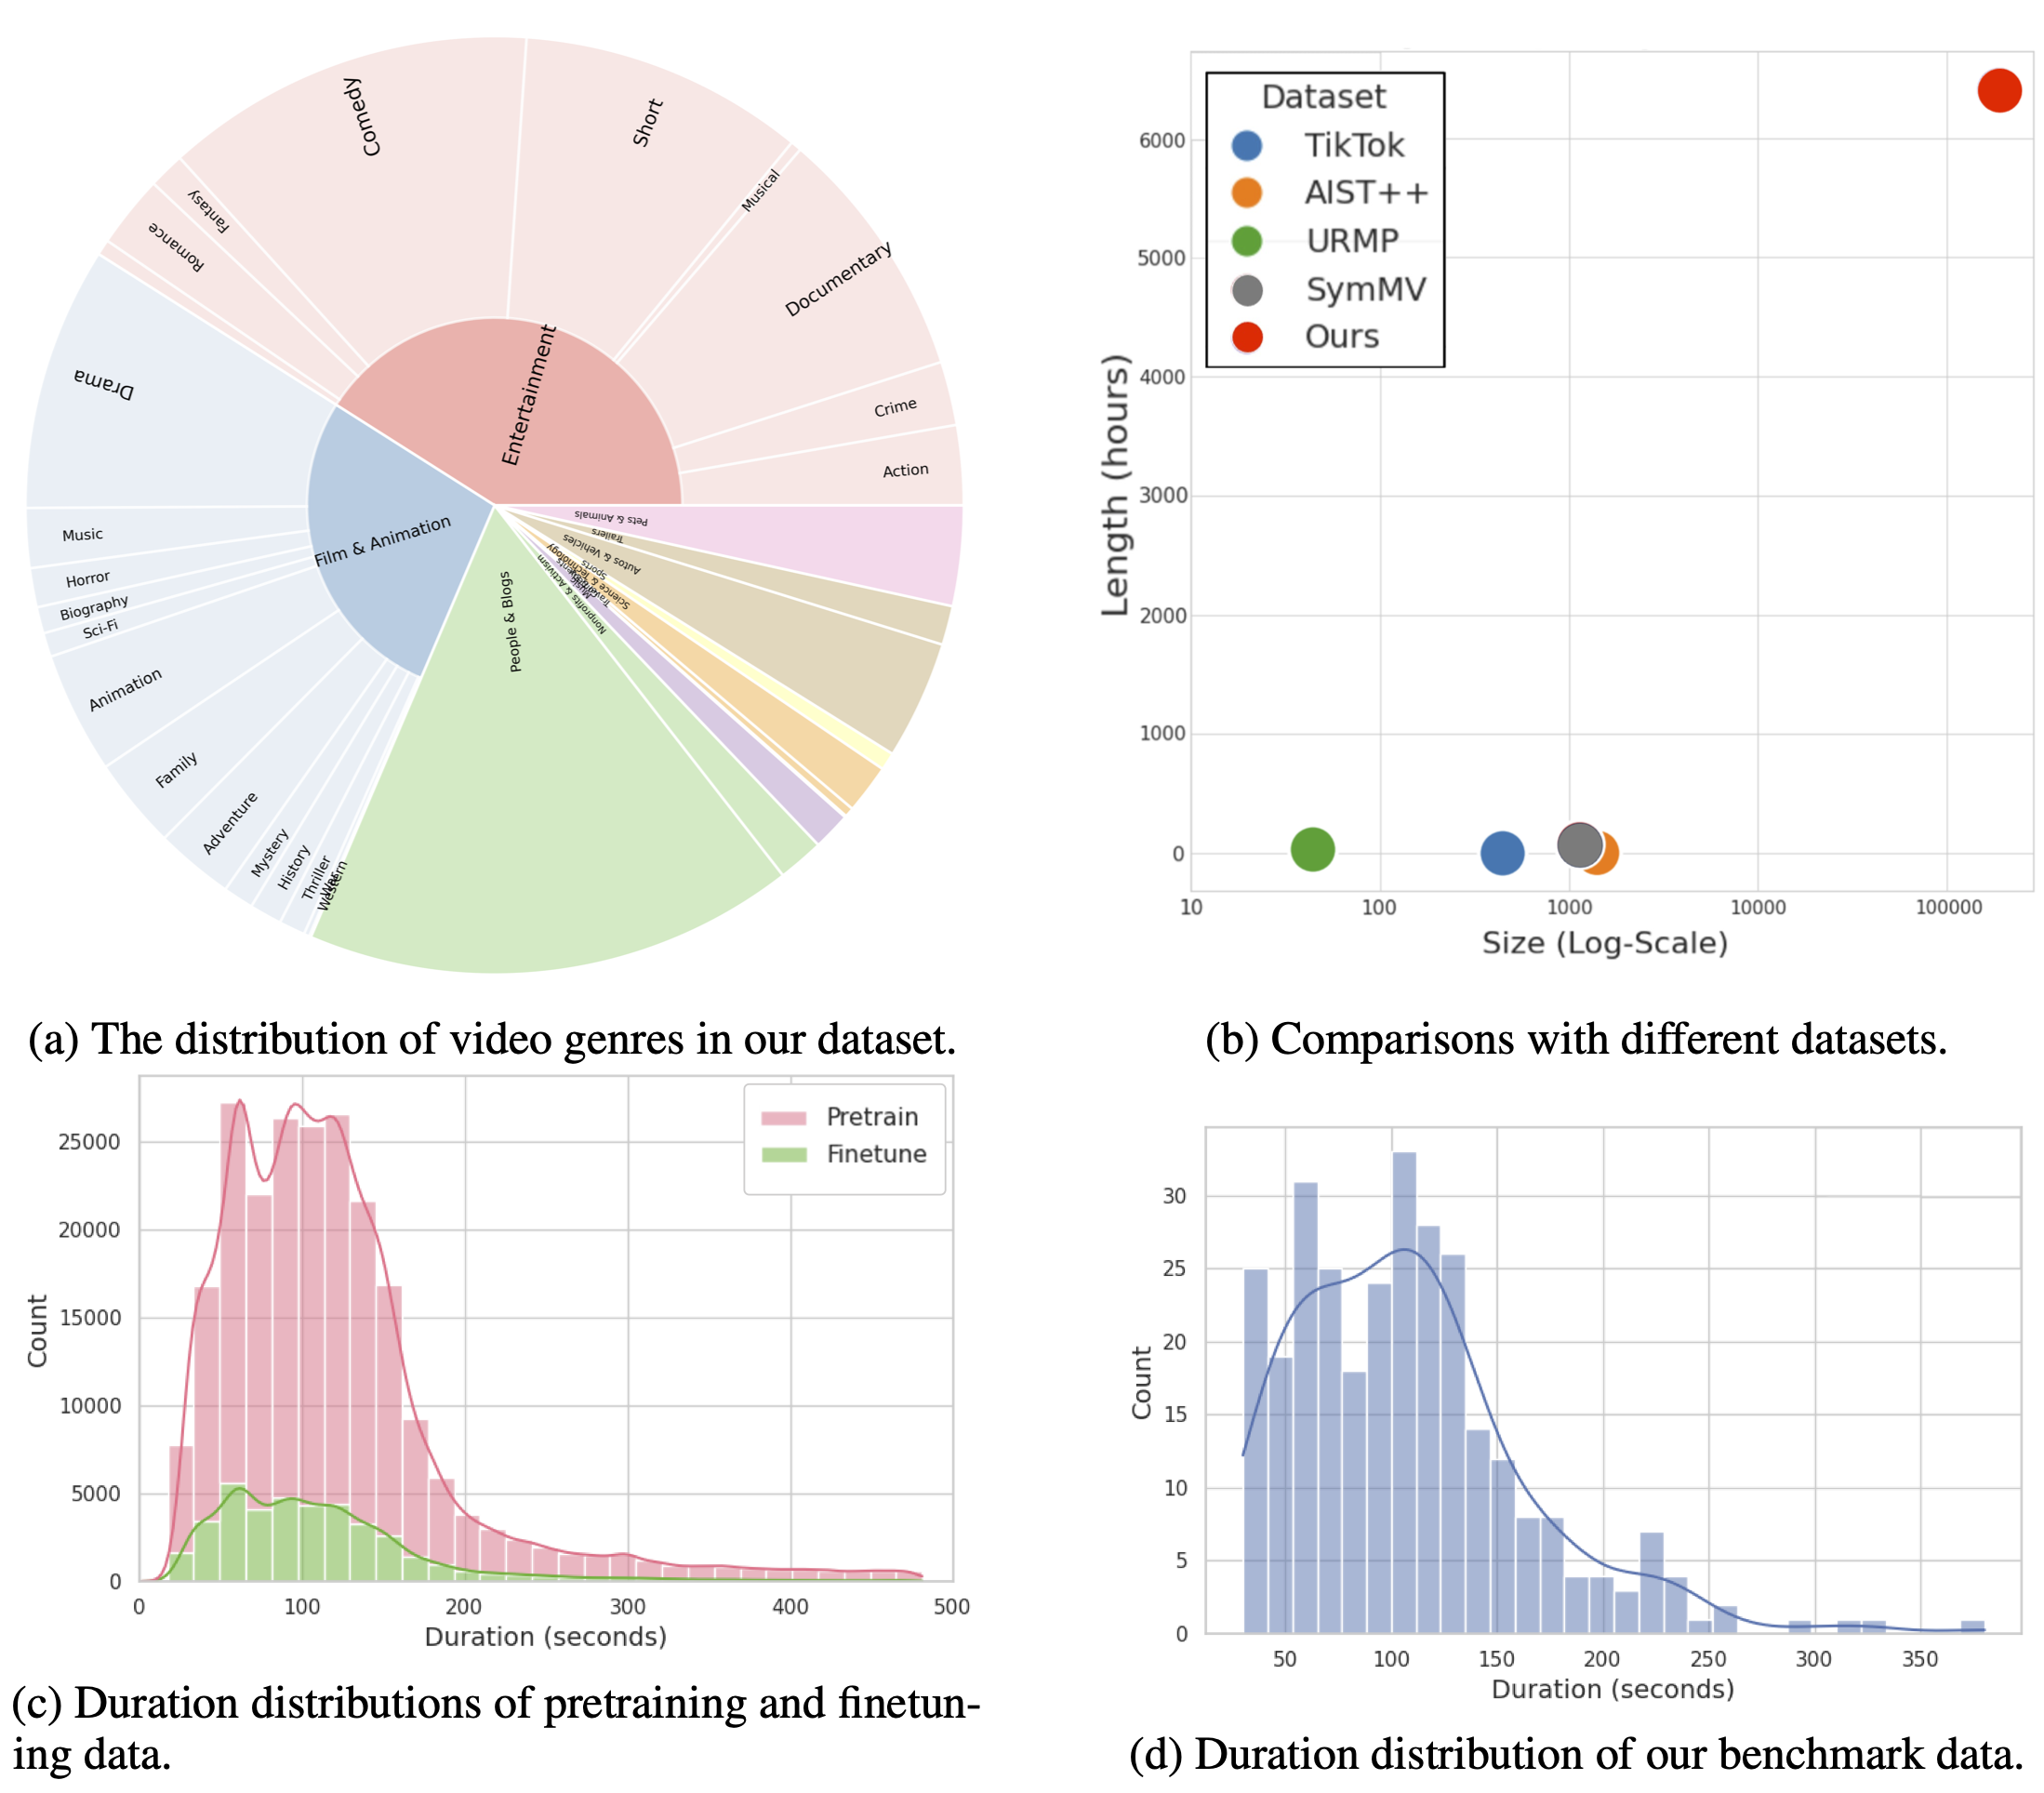 Comedy
Short
Musical
Fantasy
Romance
Documentary
Entertainment
Drama
Crime
Action
Music
Film & Animation
Horror
Biography
Sci-Fi
Animation
Family
Adventure
Mystery
History
Thriller
War
Western
People & Blogs
Pets & Animals
Trailers
Autos & Vehicles
Sports
Science & Technology
Nonprofits & Activism
(a) The distribution of video genres in our dataset.
Dataset
TikTok
AIST++
URMP
SymMV
Ours
6000
5000
4000
3000
2000
1000
0
Length (hours)
10 100 1000 10000 100000
Size (Log-Scale)
(b) Comparisons with different datasets.
Pretrain
Finetune
25000
20000
15000
10000
5000
0
Count
0 100 200 300 400 500
Duration (seconds)
(c) Duration distributions of pretraining and finetun-
ing data.
30
25
20
15
10
5
0
Count
50 100 150 200 250 300 350
Duration (seconds)
(d) Duration distribution of our benchmark data.